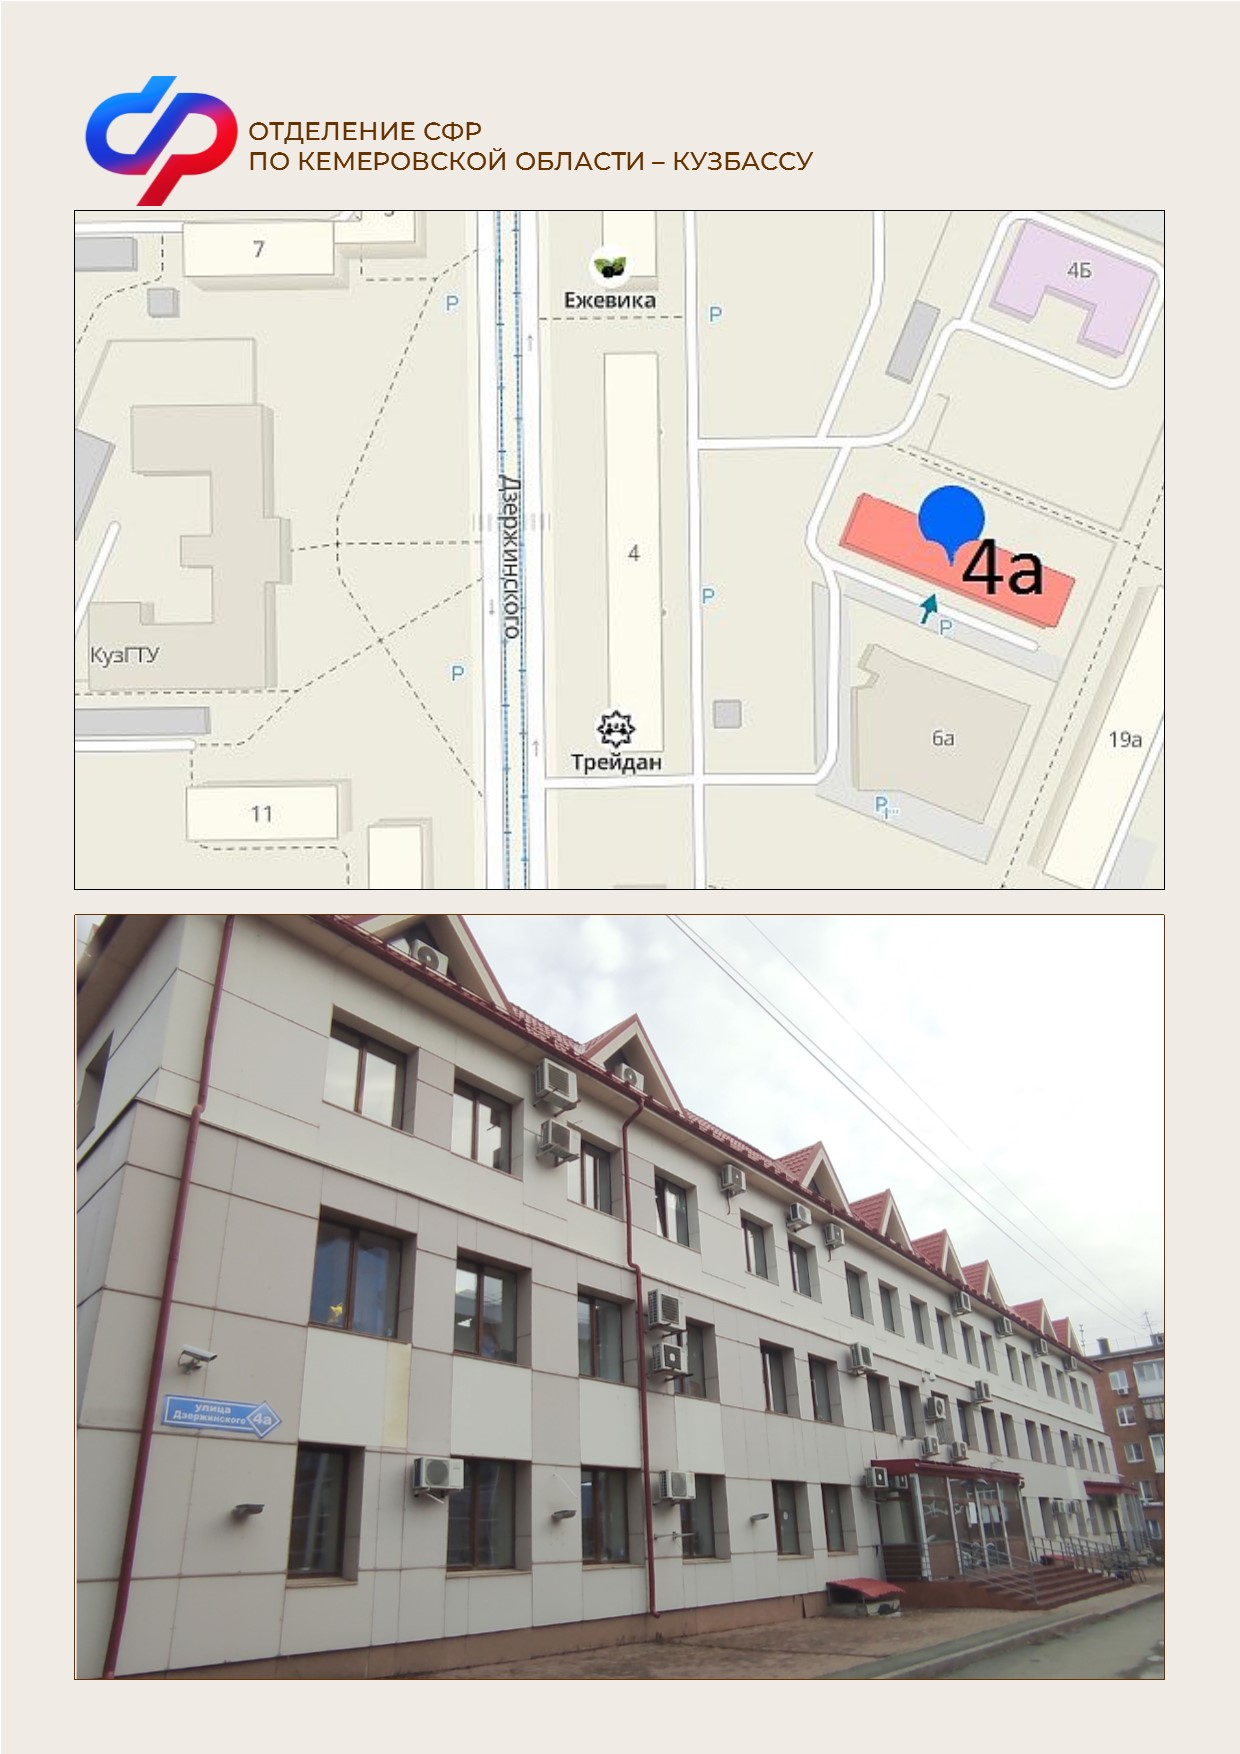 ОТДЕЛЕНИЕ СФР
ПО КЕМЕРОВСКОЙ ОБЛАСТИ – КУЗБАССУ
7
4Б
Р
Ежевика
Р
Дзержинского
4
4а
Р
Р
КузГТУ
Р
6а
19а
Трейдан
11
Р
улица
Дзержинского 4а